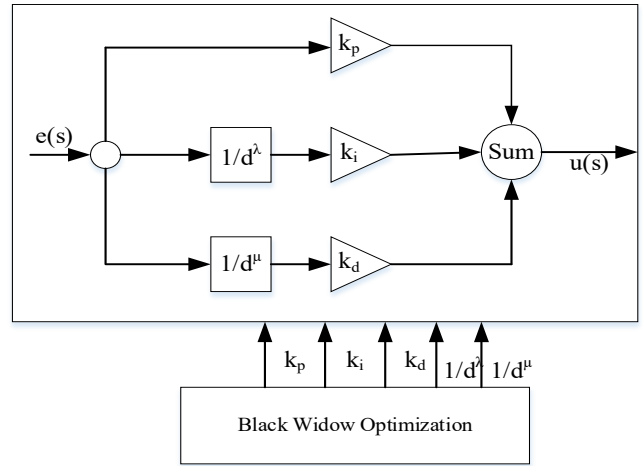 k_p
e(s)
1/d^λ
k_i
Sum
u(s)
1/d^μ
k_d
k_p
k_i
k_d
1/d^λ
1/d^μ
Black Widow Optimization